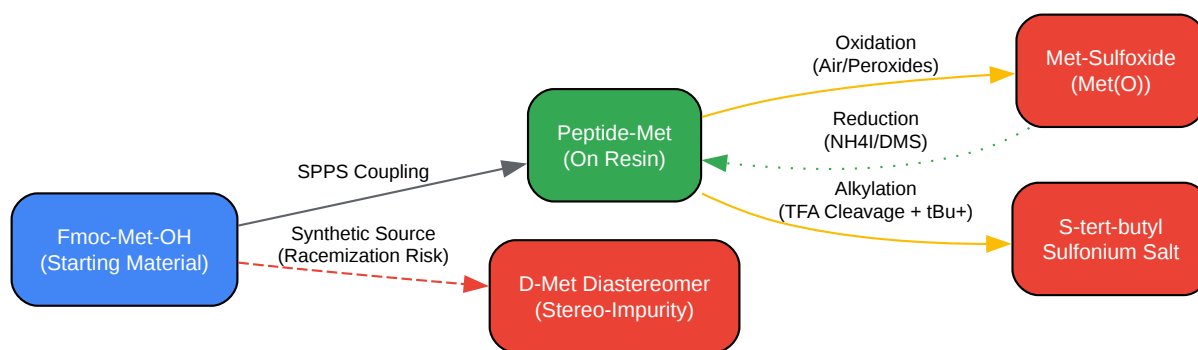 Fmoc-Met-OH
(Starting Material)
SPPS Coupling
Synthetic Source
(Racemization Risk)
Peptide-Met
(On Resin)
D-Met Diastereomer
(Stereo-Impurity)
Oxidation
(Air/Peroxides)
Reduction
(NH4I/DMS)
Alkylation
(TFA Cleavage + tBu+)
Met-Sulfoxide
(Met(O))
S-tert-butyl
Sulfonium Salt